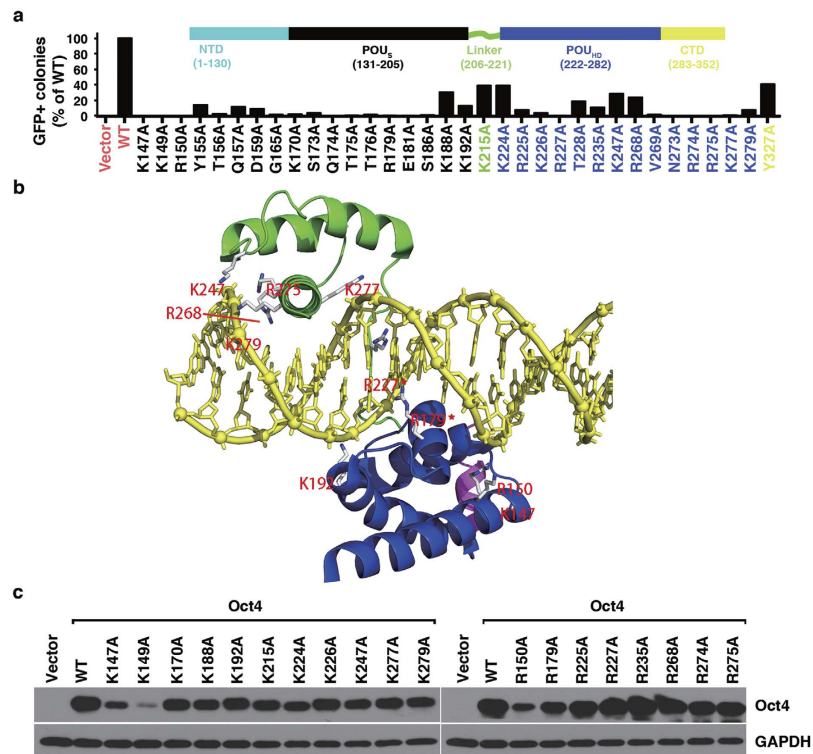 a
GFP+ colonies
(% of WT)
100
80
60
40
20
0
NTD
(1-130)
POUS
(131-205)
Linker
(206-221)
POUHD
(222-282)
CTD
(283-352)
Vector
WT
K147A
K149A
R150A
Y155A
T156A
Q157A
D159A
G165A
K170A
S173A
Q174A
T175A
T176A
R179A
E181A
S186A
K188A
K192A
K215A
K224A
R225A
K226A
R227A
T228A
R235A
K247A
R268A
V269A
N273A
R274A
R275A
K277A
K279A
Y327A
b
K247
R275
K277
R268
K279
R227*
R179*
K192
R150
K147
c
Oct4
Oct4
Vector
WT
K147A
K149A
K170A
K188A
K192A
K215A
K224A
K226A
K247A
K277A
K279A
Vector
WT
R150A
R179A
R225A
R227A
R235A
R268A
R274A
R275A
Oct4
GAPDH